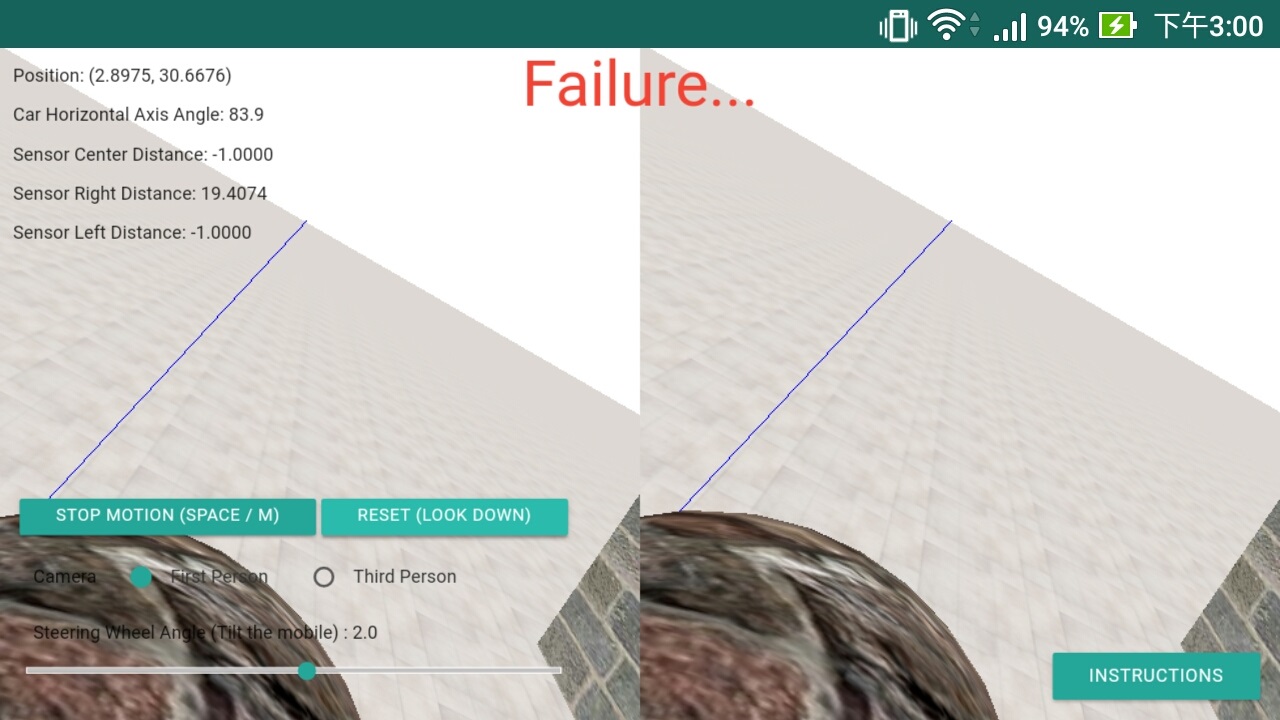 94% 下午3:00
Failure...
Position: (2.8975, 30.6676)
Car Horizontal Axis Angle: 83.9
Sensor Center Distance: -1.0000
Sensor Right Distance: 19.4074
Sensor Left Distance: -1.0000
STOP MOTION (SPACE / M) RESET (LOOK DOWN)
Camera First Person Third Person
Steering Wheel Angle (Tilt the mobile) : 2.0
INSTRUCTIONS